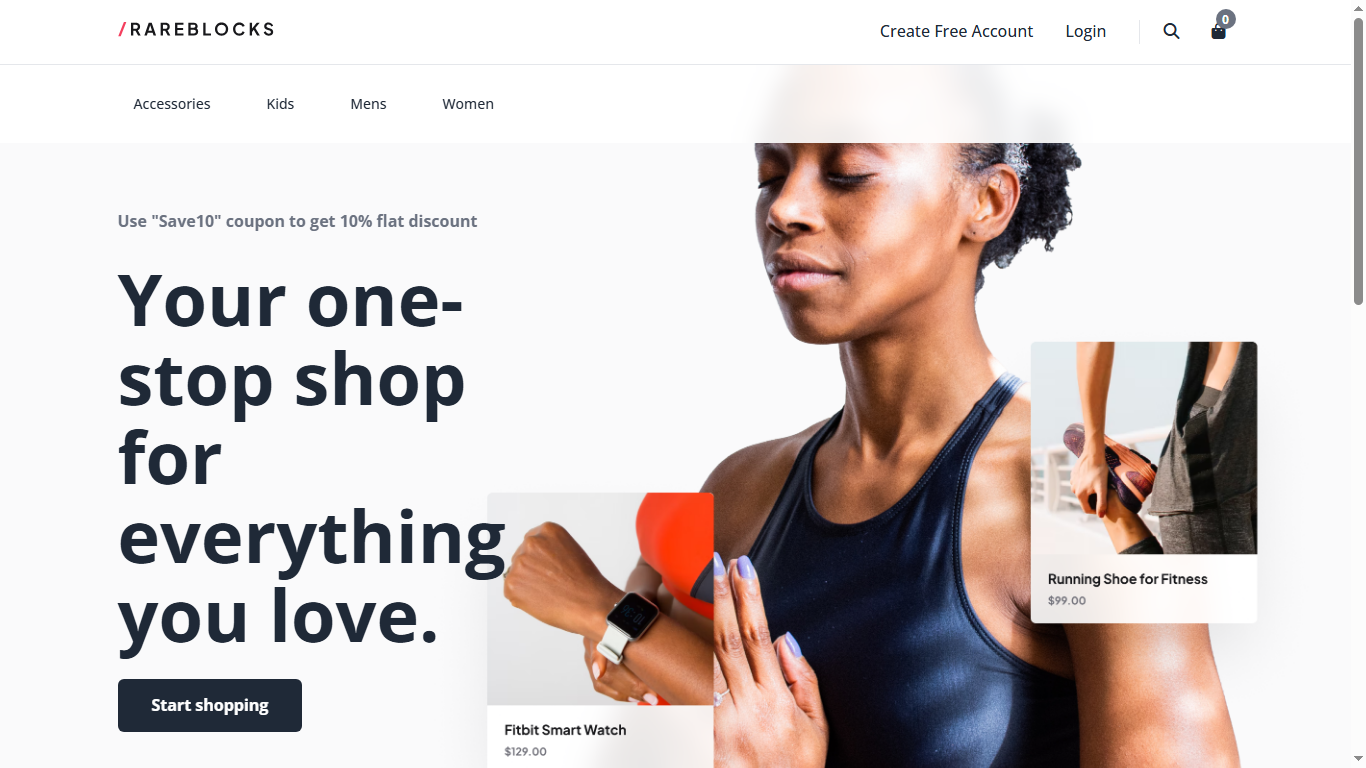 /RAREBLOCKS
Create Free Account
Login
0
Accessories
Kids
Mens
Women
Use "Save10" coupon to get 10% flat discount
Your one-
stop shop
for
everything
you love.
Start shopping
Fitbit Smart Watch
$129.00
Running Shoe for Fitness
$99.00